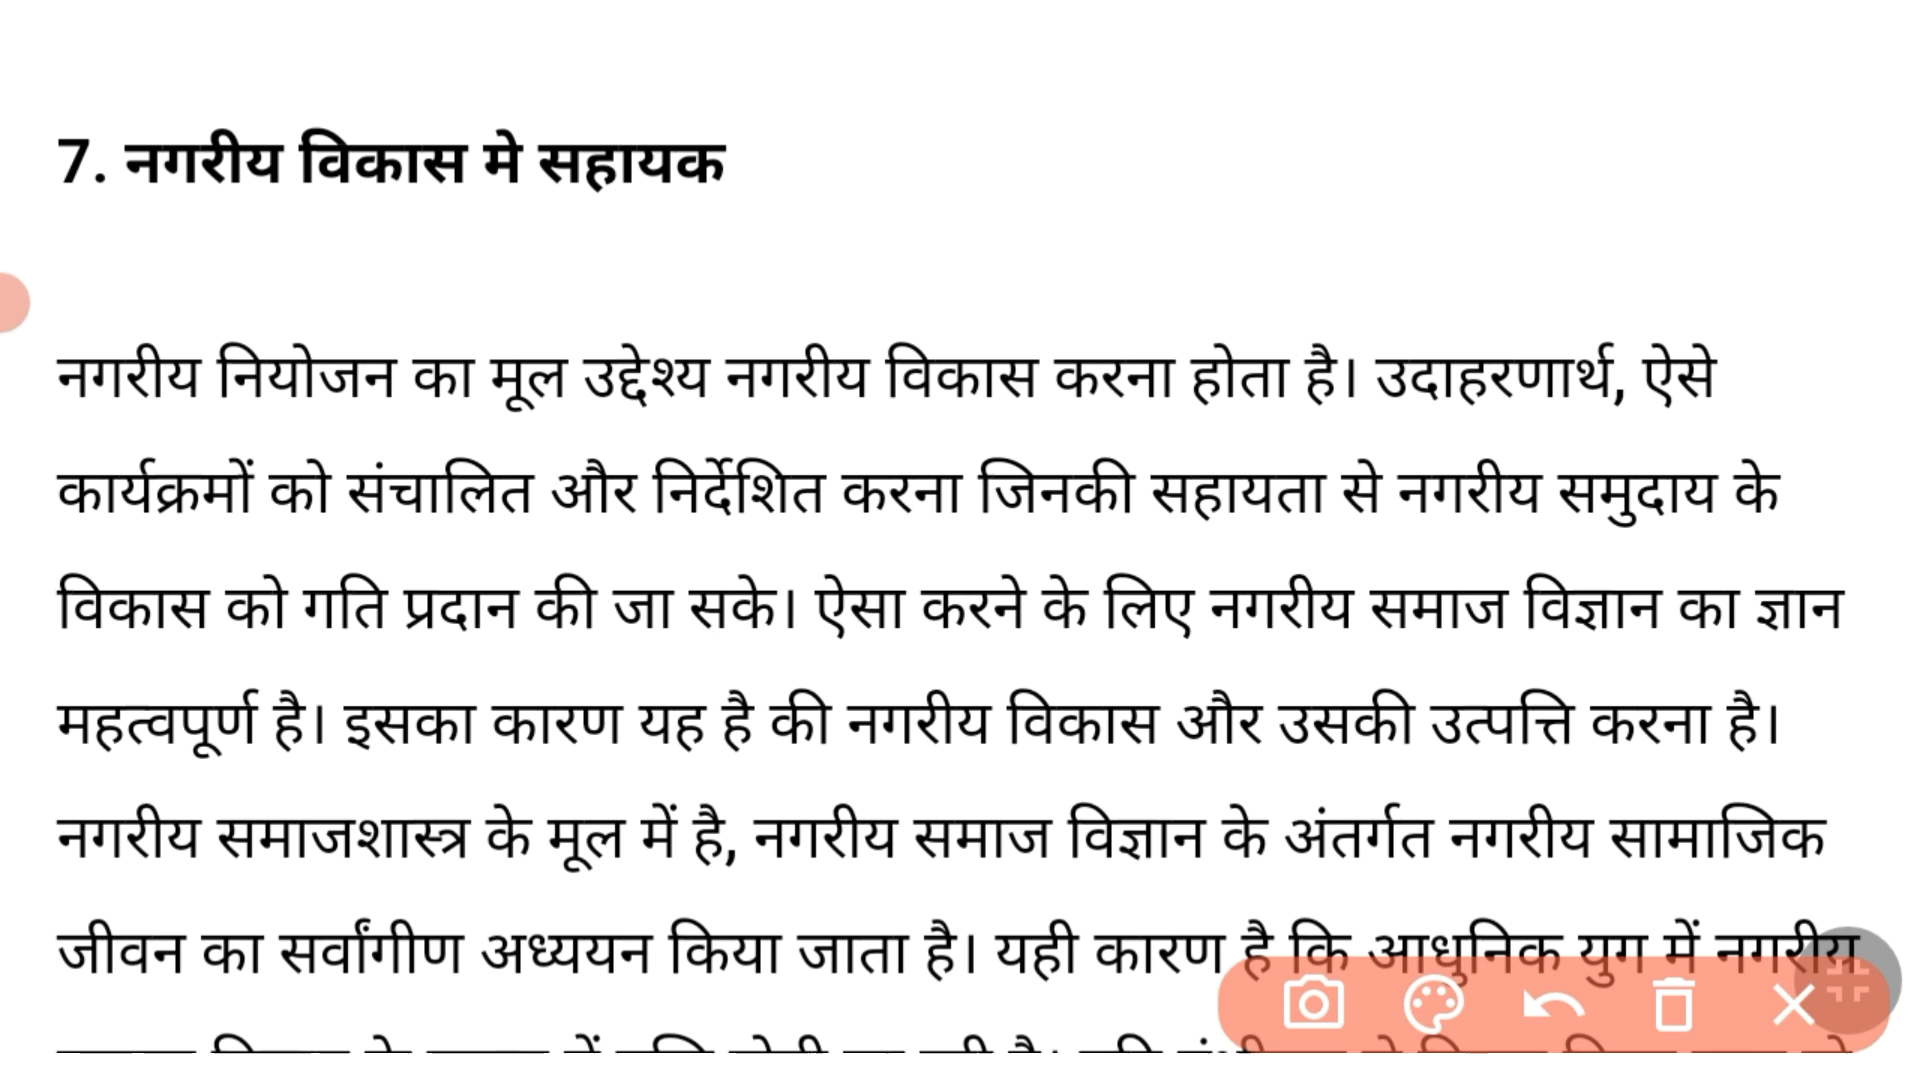 7. नगरीय विकास मे सहायक
नगरीय नियोजन का मूल उद्देश्य नगरीय विकास करना होता है। उदाहरणार्थ, ऐसे
कार्यक्रमों को संचालित और निर्देशित करना जिनकी सहायता से नगरीय समुदाय के
विकास को गति प्रदान की जा सके। ऐसा करने के लिए नगरीय समाज विज्ञान का ज्ञान
महत्वपूर्ण है। इसका कारण यह है की नगरीय विकास और उसकी उत्पत्ति करना है।
नगरीय समाजशास्त्र के मूल में है, नगरीय समाज विज्ञान के अंतर्गत नगरीय सामाजिक
जीवन का सर्वांगीण अध्ययन किया जाता है। यही कारण है कि आधुनिक युग में नगरीय